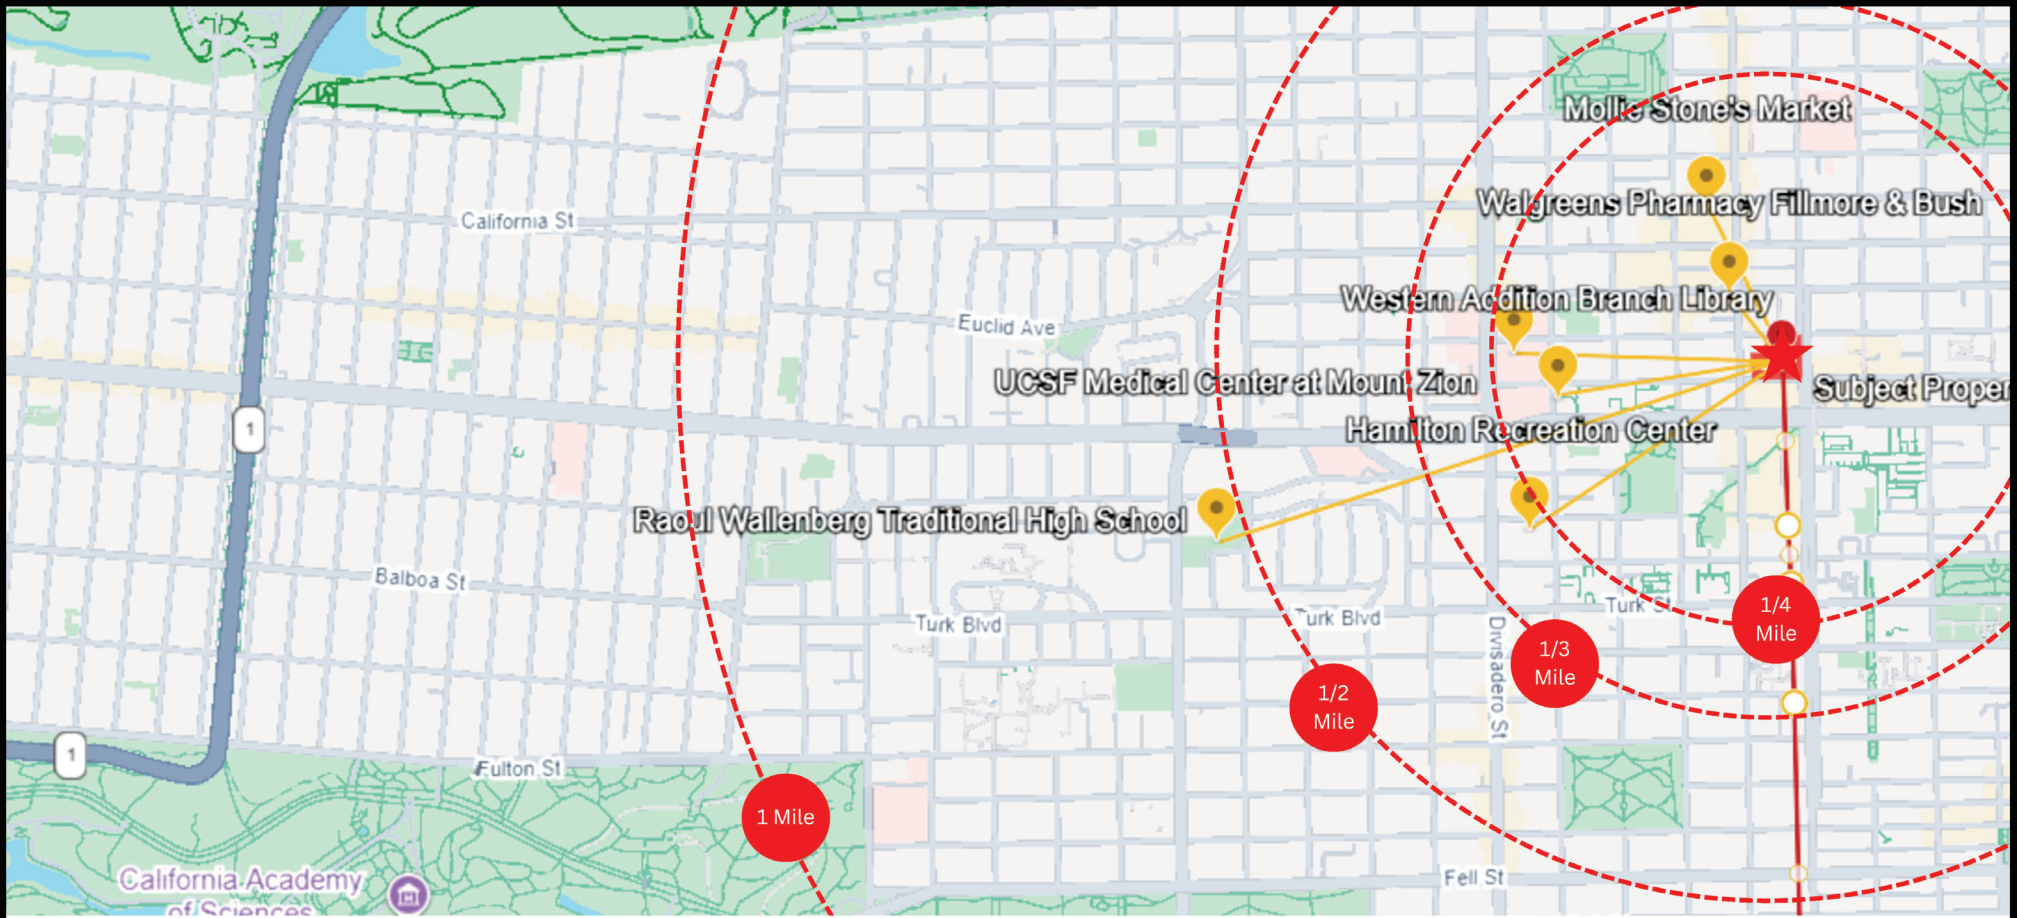 Mollie Stone's Market
Walgreens Pharmacy Fillmore & Bush
California St
Western Addition Branch Library
Euclid Ave
UCSF Medical Center at Mount Zion
Subject Proper
1
Hamilton Recreation Center
Raoul Wallenberg Traditional High School
Balboa St
Turk St
1/4
Mile
Turk Blvd
Turk Blvd
Divisadero St
1/3
Mile
1/2
Mile
1
Fulton St
1 Mile
Fell St
California Academy
of Sciences